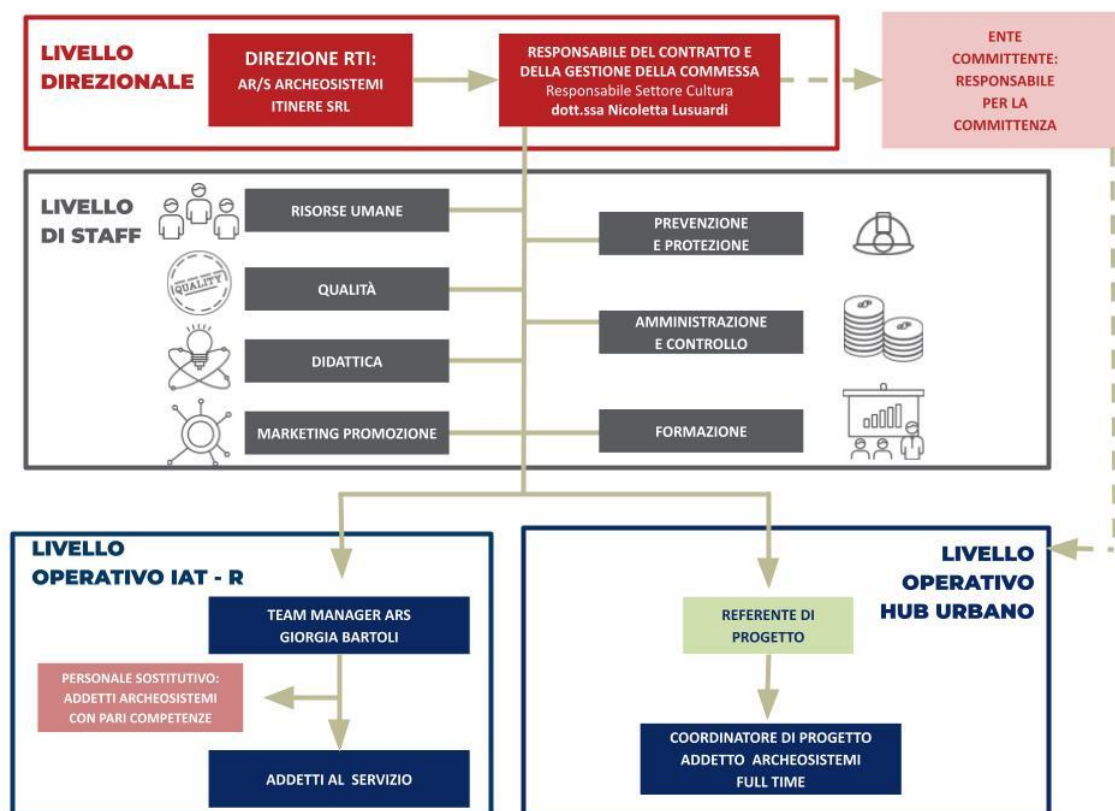 LIVELLO
DIREZIONALE
DIREZIONE RTI:
AR/S ARCHEOSISTEMI
ITINERE SRL
RESPONSABILE DEL CONTRATTO E
DELLA GESTIONE DELLA COMMESSA
Responsabile Settore Cultura
dott.ssa Nicoletta Lusuardi
ENTE
COMMITTENTE:
RESPONSABILE
PER LA
COMMITTENZA
LIVELLO
DI STAFF
RISORSE UMANE
QUALITY
QUALITÀ
DIDATTICA
MARKETING PROMOZIONE
PREVENZIONE
E PROTEZIONE
AMMINISTRAZIONE
E CONTROLLO
FORMAZIONE
LIVELLO
OPERATIVO IAT - R
TEAM MANAGER ARS
GIORGIA BARTOLI
PERSONALE SOSTITUTIVO:
ADDETTI ARCHEOSISTEMI
CON PARI COMPETENZE
ADDETTI AL SERVIZIO
LIVELLO
OPERATIVO
HUB URBANO
REFERENTE DI
PROGETTO
COORDINATORE DI PROGETTO
ADDETTO ARCHEOSISTEMI
FULL TIME